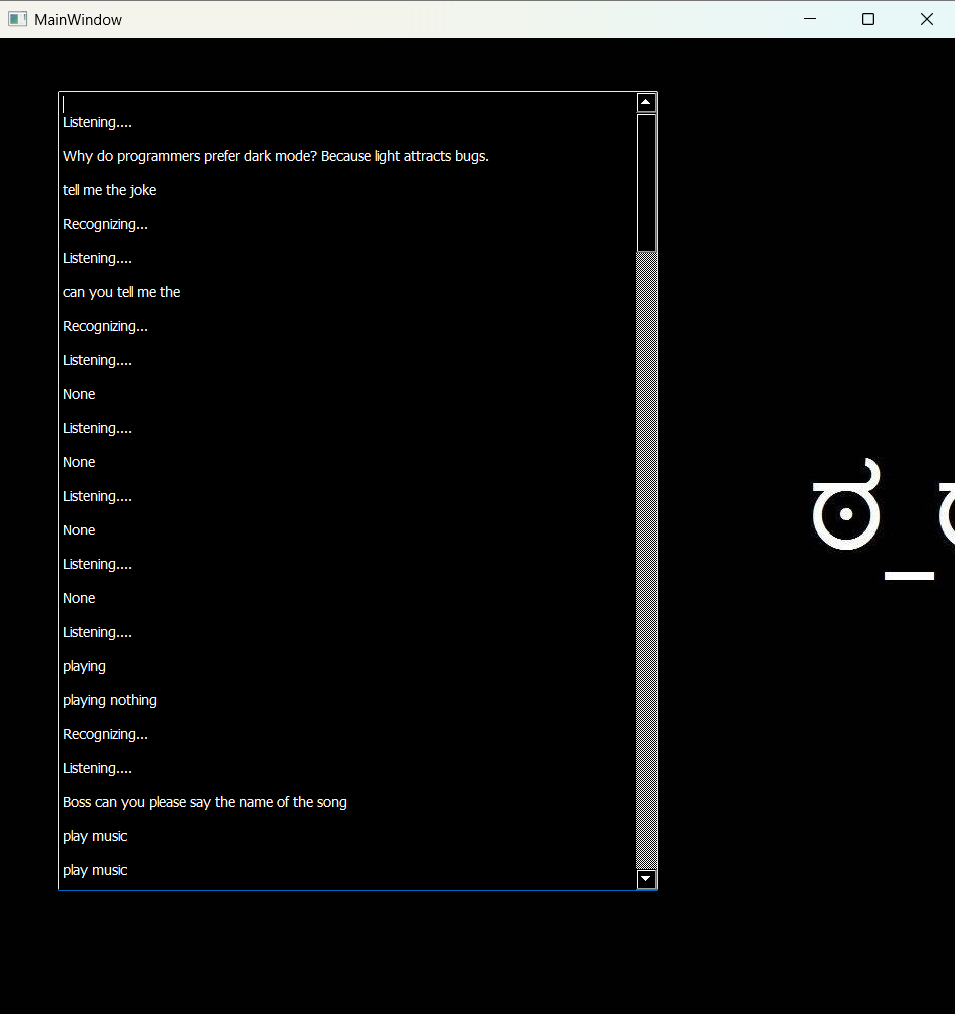 MainWindow
Listening....
Why do programmers prefer dark mode? Because light attracts bugs.
tell me the joke
Recognizing...
Listening....
can you tell me the
Recognizing...
Listening....
None
Listening....
None
Listening....
None
Listening....
None
Listening....
playing
playing nothing
Recognizing...
Listening....
Boss can you please say the name of the song
play music
play music
ಠ_ಠ